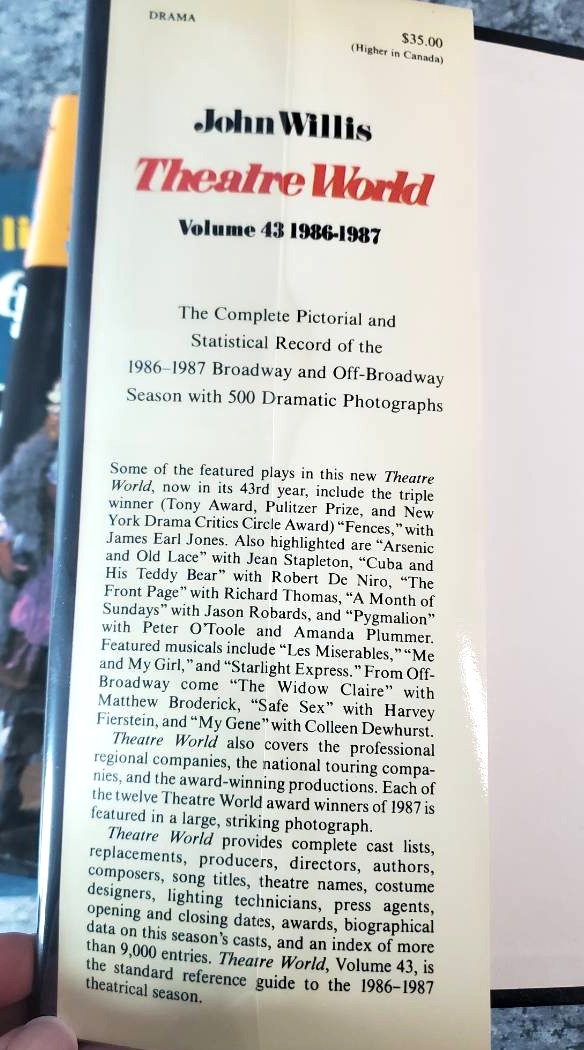 DRAMA
$35.00
(Higher in Canada)
John Willis
Theatre World
Volume 43 1986-1987
The Complete Pictorial and
Statistical Record of the
1986–1987 Broadway and Off-Broadway
Season with 500 Dramatic Photographs
Some of the featured plays in this new Theatre
World, now in its 43rd year, include the triple
winner (Tony Award, Pulitzer Prize, and New
York Drama Critics Circle Award) “Fences,” with
James Earl Jones. Also highlighted are “Arsenic
and Old Lace” with Jean Stapleton, “Cuba and
His Teddy Bear” with Robert De Niro, “The
Front Page” with Richard Thomas, “A Month of
Sundays” with Jason Robards, and “Pygmalion”
with Peter O’Toole and Amanda Plummer.
Featured musicals include “Les Miserables,” “Me
and My Girl,” and “Starlight Express.” From Off-
Broadway come “The Widow Claire” with
Matthew Broderick, “Safe Sex” with Harvey
Fierstein, and “My Gene” with Colleen Dewhurst.
Theatre World also covers the professional
regional companies, the national touring compa-
nies, and the award-winning productions. Each of
the twelve Theatre World award winners of 1987 is
featured in a large, striking photograph.
Theatre World provides complete cast lists,
replacements, producers, directors, authors,
composers, song titles, theatre names, costume
designers, lighting technicians, press agents,
opening and closing dates, awards, biographical
data on this season’s casts, and an index of more
than 9,000 entries. Theatre World, Volume 43, is
the standard reference guide to the 1986–1987
theatrical season.